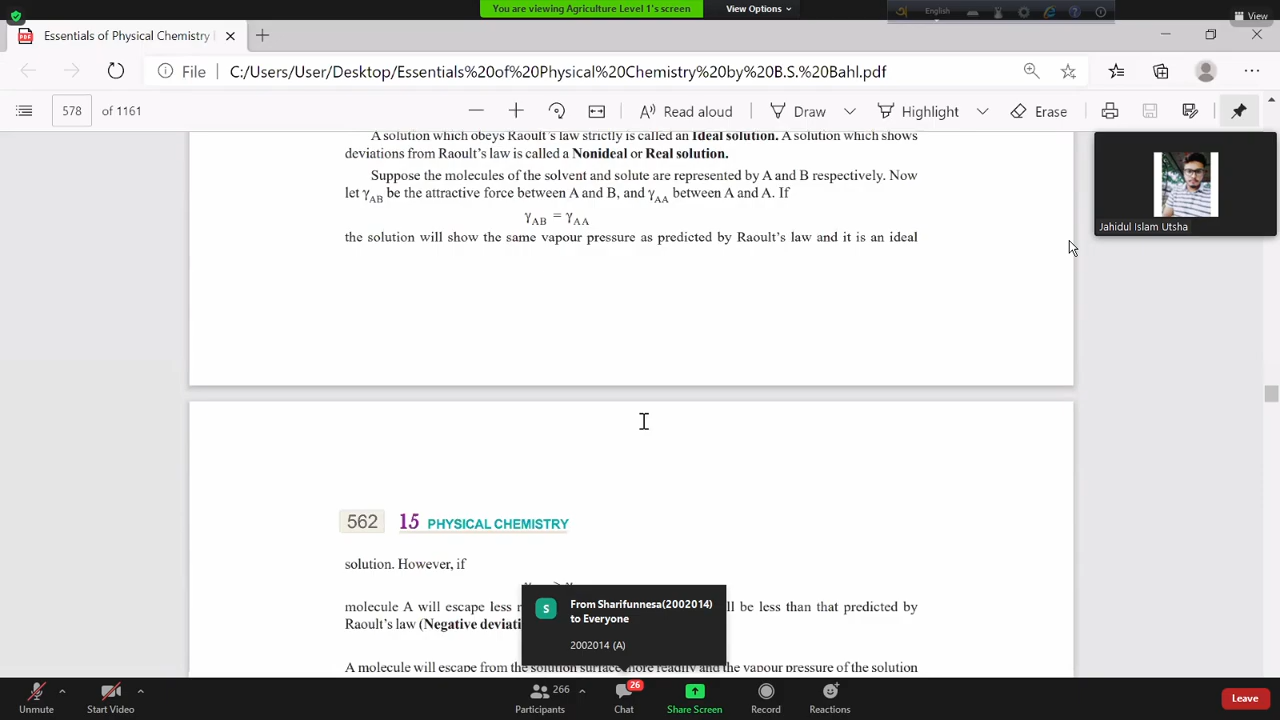 You are viewing Agriculture Level 1's screen
View Options
English
View
Essentials of Physical Chemistry
File
C:/Users/User/Desktop/Essentials%20of%20Physical%20Chemistry%20by%20B.S.%20Bahl.pdf
578 of 1161
Read aloud
Draw
Highlight
Erase
A solution which obeys Raoult's law strictly is called an Ideal solution. A solution which shows
deviations from Raoult's law is called a Nonideal or Real solution.
Suppose the molecules of the solvent and solute are represented by A and B respectively. Now
let γAB be the attractive force between A and B, and γAA between A and A. If
γAB = γAA
the solution will show the same vapour pressure as predicted by Raoult's law and it is an ideal
Jahidul Islam Utsha
562 15 PHYSICAL CHEMISTRY
solution. However, if
molecule A will escape less
ll be less than that predicted by
Raoult's law (Negative deviati
From Sharifunnesa(2002014)
to Everyone
2002014 (A)
A molecule will escape from the solution surface more readily and the vapour pressure of the solution
Unmute
Start Video
266
Participants
26
Chat
Share Screen
Record
Reactions
Leave